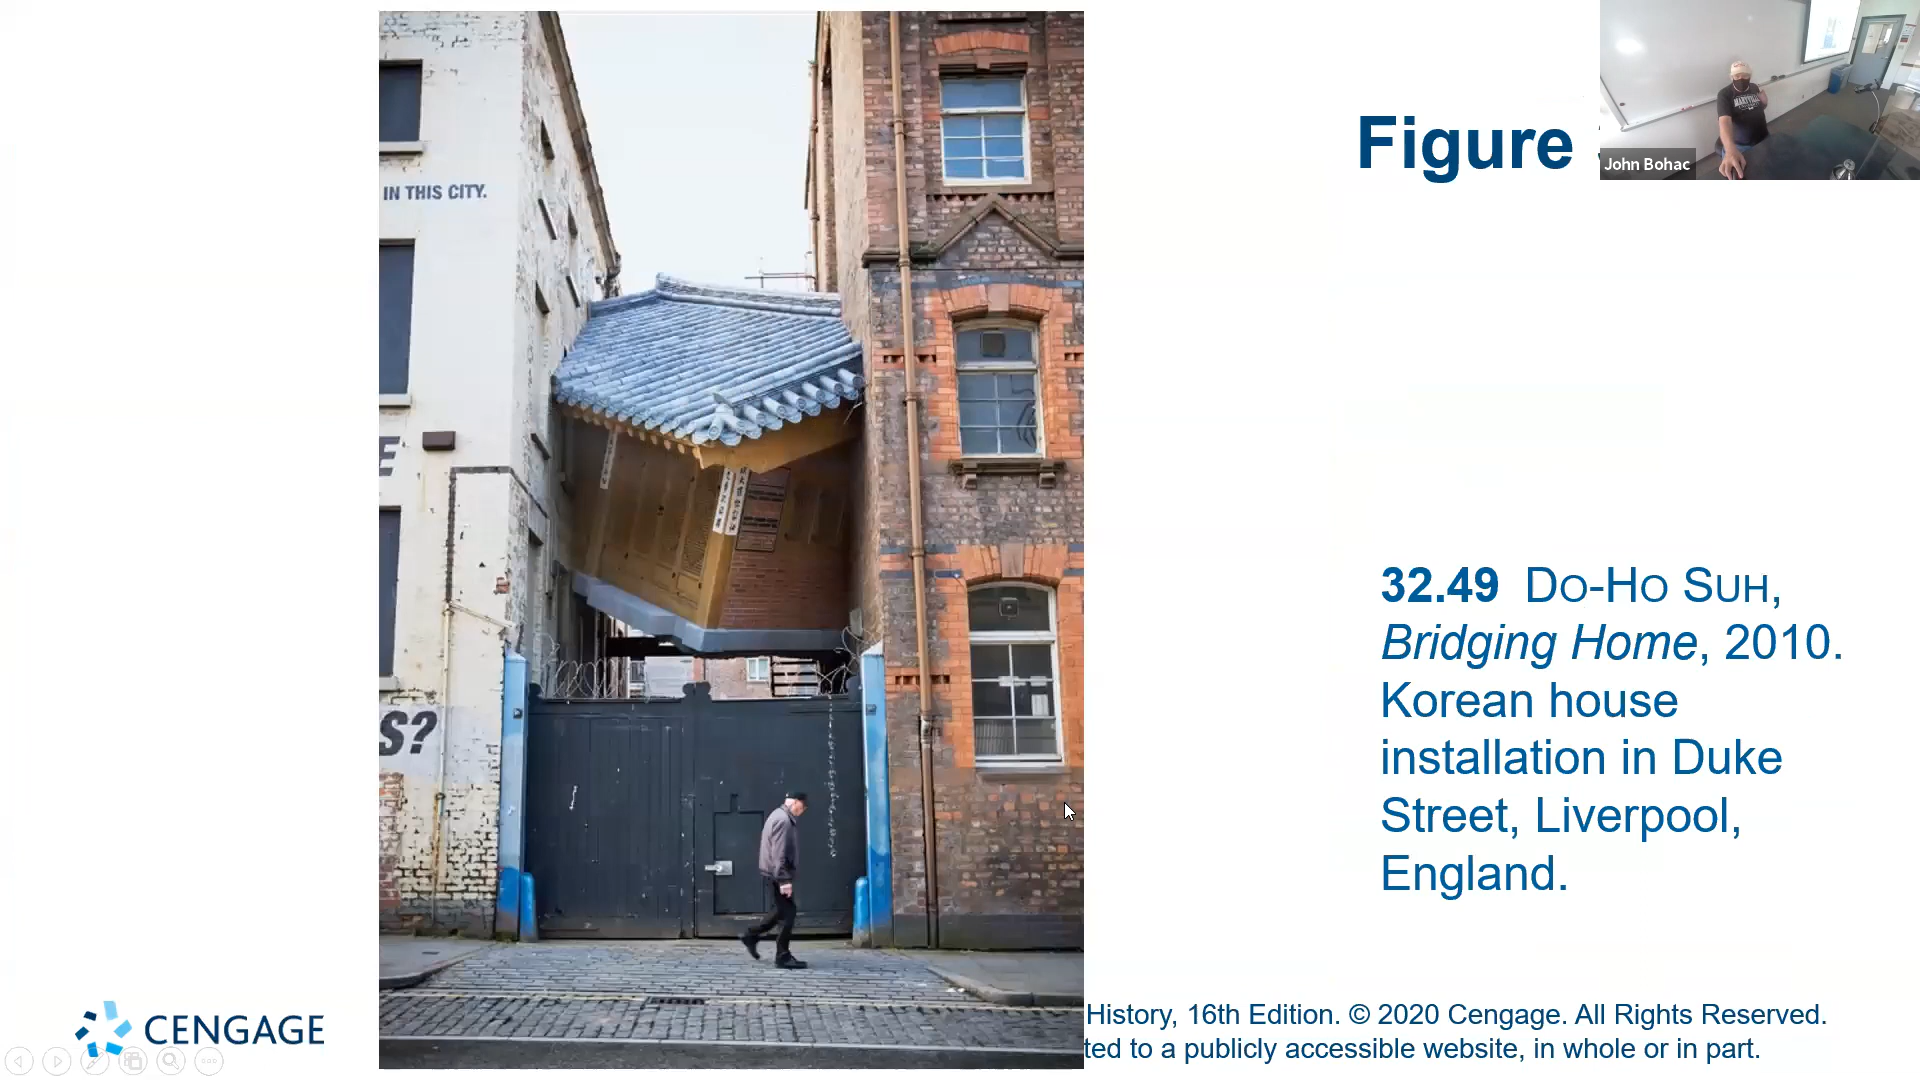 Figure
John Bohac
IN THIS CITY.
E
S?
MARYVILLE
32.49 DO-HO SUH,
Bridging Home, 2010.
Korean house
installation in Duke
Street, Liverpool,
England.
CENGAGE
History, 16th Edition. © 2020 Cengage. All Rights Reserved.
ted to a publicly accessible website, in whole or in part.